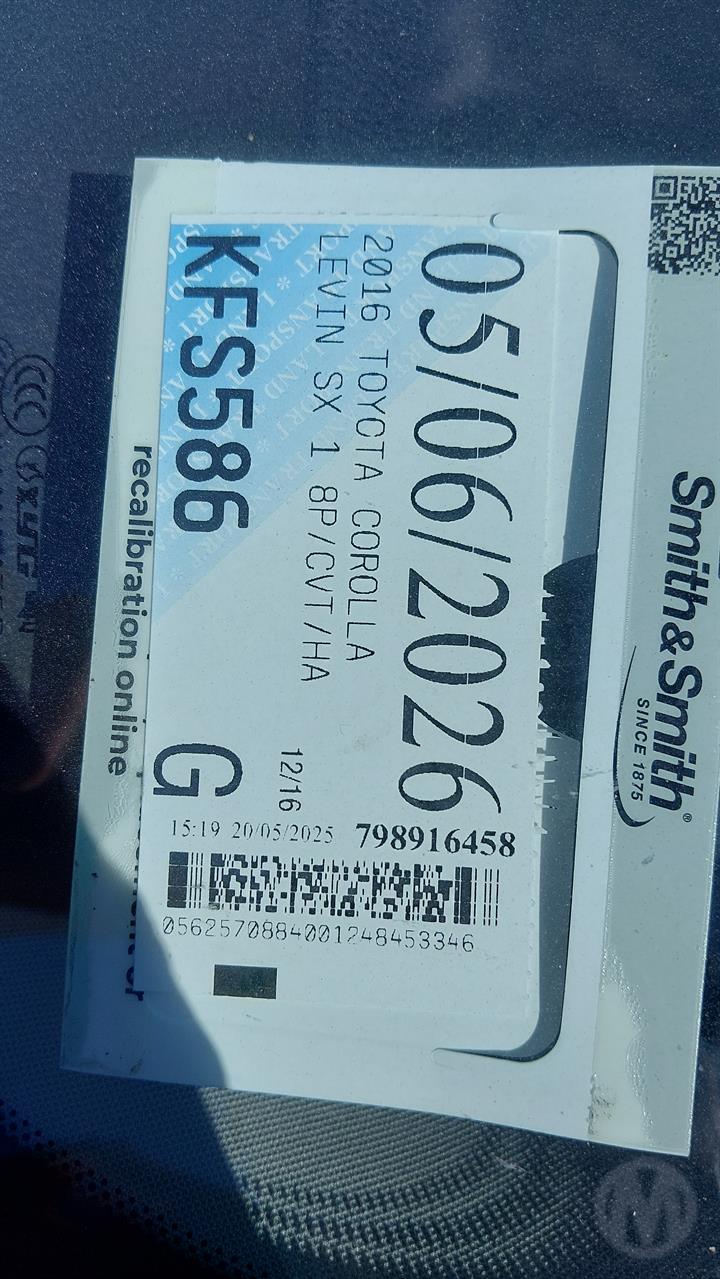 Smith&Smith®
SINCE 1875
05/06/2026
2016 TOYOTA COROLLA
LEVIN SX 1 8P/CVT/HA
12/16
KFS586
G
798916458
15:19 20/05/2025
0562570884001248453346
recalibration online
M